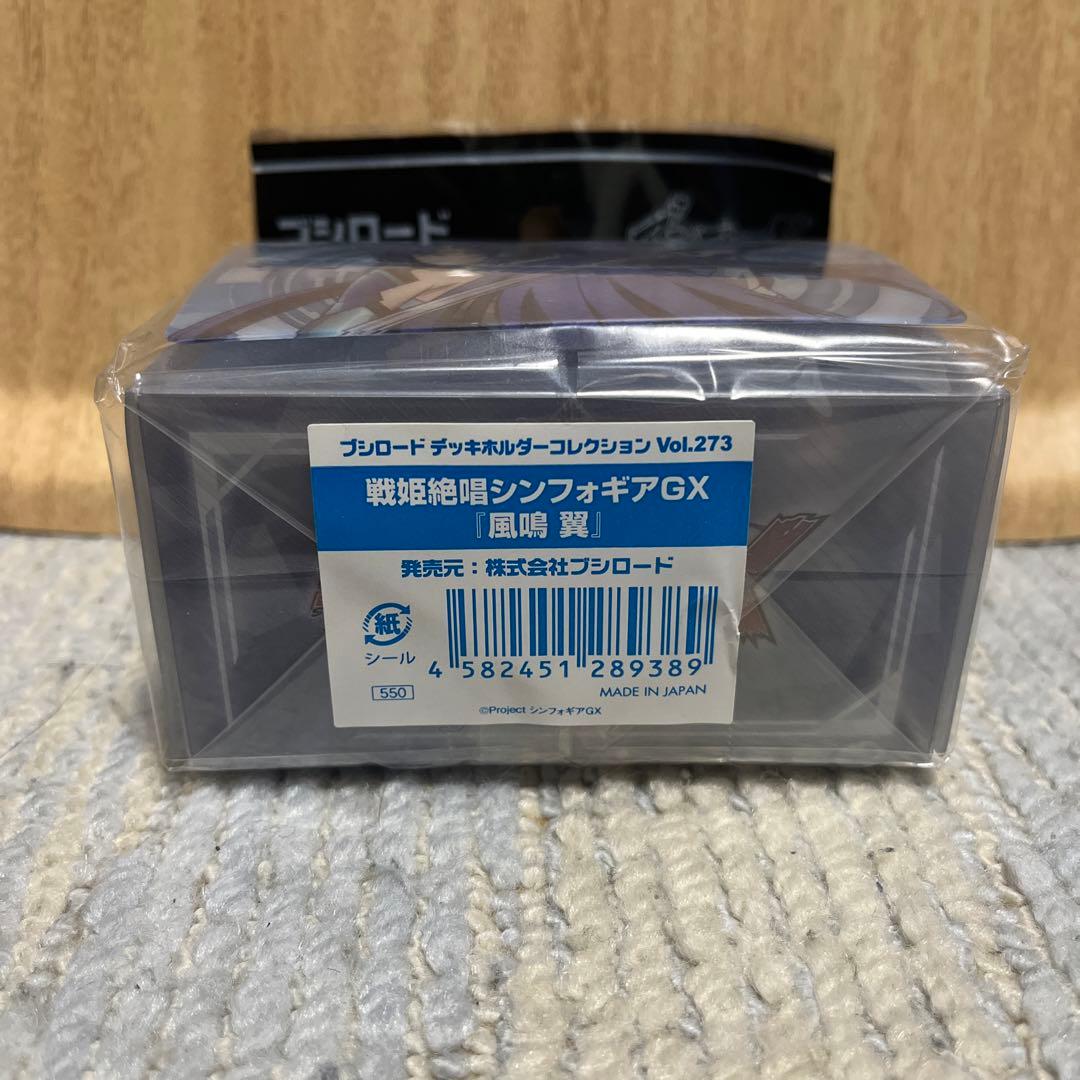 ブシロード
ブシロード デッキホルダーコレクション Vol.273
戦姫絶唱シンフォギアGX
『風鳴 翼』
発売元：株式会社ブシロード
紙
シール
4 582451 289389
550
MADE IN JAPAN
©Project シンフォギアGX